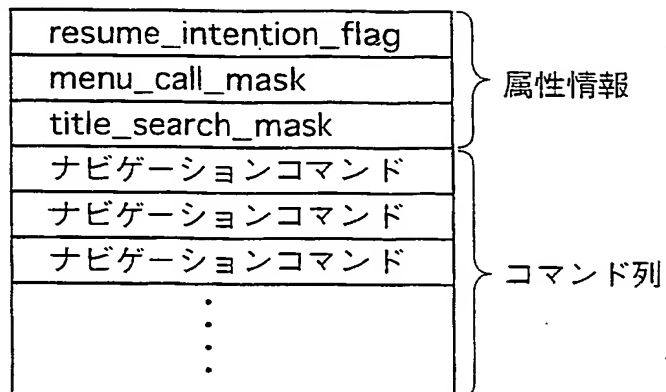 resume_intention_flag
menu_call_mask
title_search_mask
属性情報
ナビゲーションコマンド
ナビゲーションコマンド
ナビゲーションコマンド
コマンド列